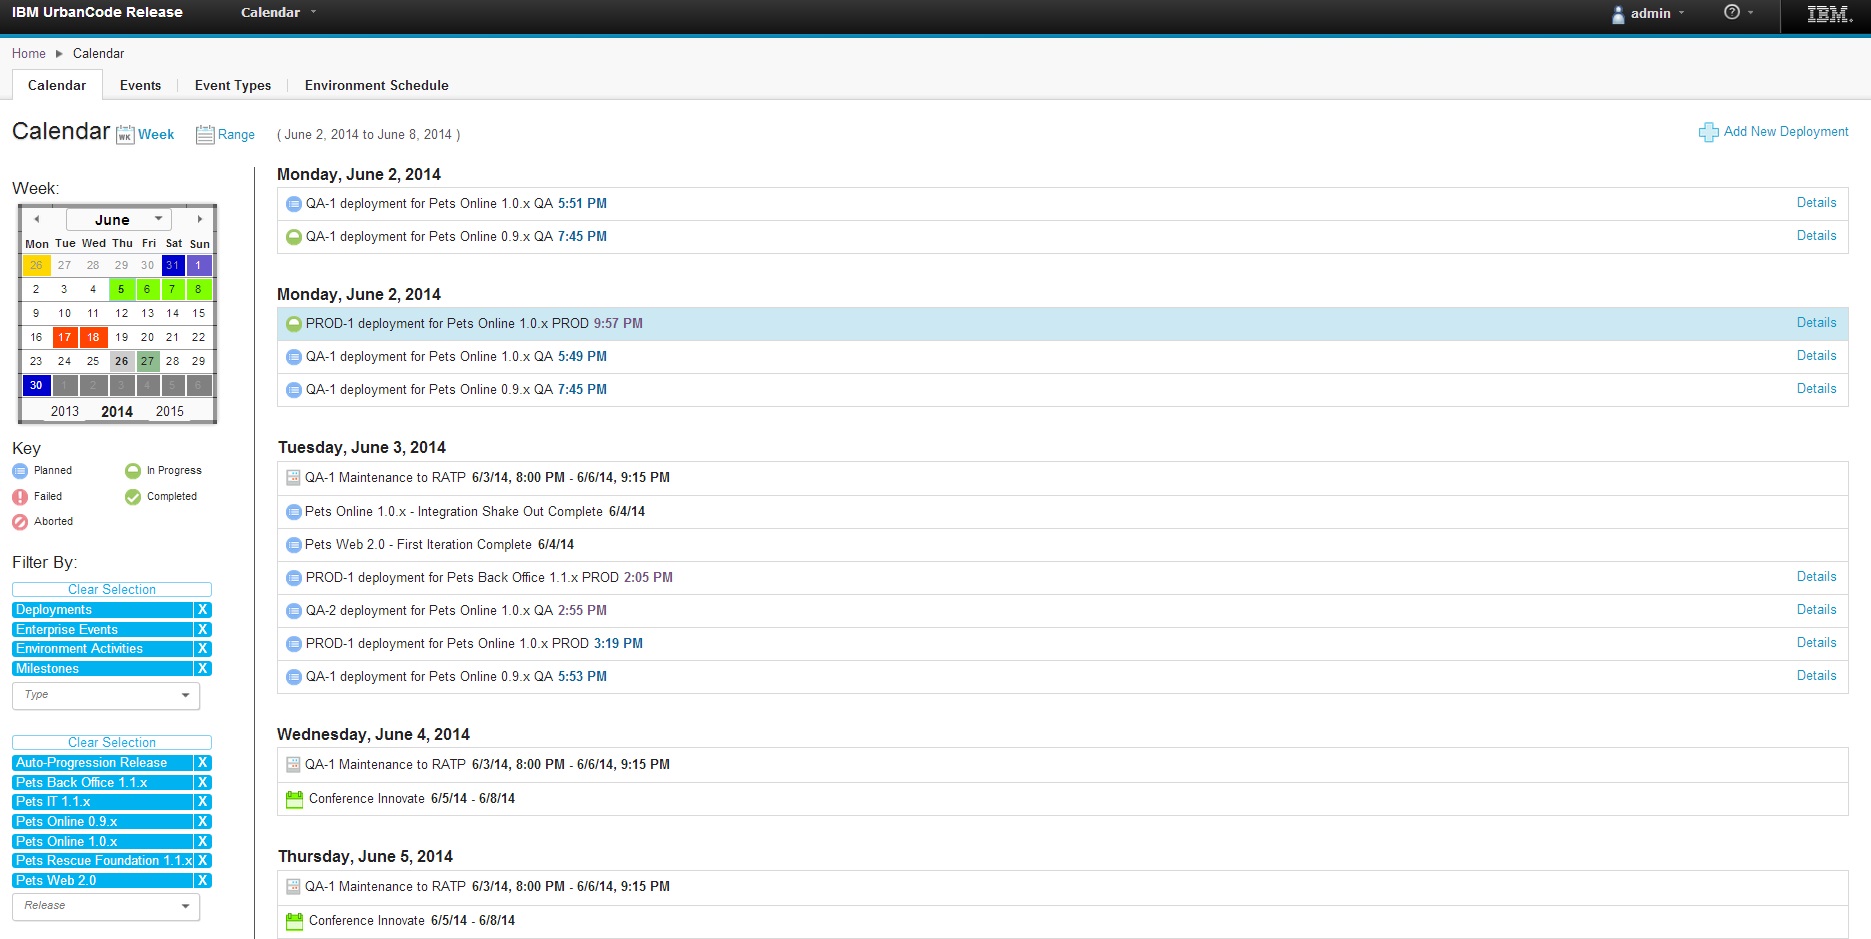 IBM UrbanCode Release Calendar admin IBM.
Home Calendar
Calendar Events Event Types Environment Schedule
Calendar WK Week Range ( June 2, 2014 to June 8, 2014 ) Add New Deployment
Week:
June
Mon Tue Wed Thu Fri Sat Sun
26 27 28 29 30 31 1
2 3 4 5 6 7 8
9 10 11 12 13 14 15
16 17 18 19 20 21 22
23 24 25 26 27 28 29
30 1 2 3 4 5 6
2013 2014 2015
Key
Planned In Progress
Failed Completed
Aborted
Filter By:
Clear Selection
Deployments X
Enterprise Events X
Environment Activities X
Milestones X
Type
Clear Selection
Auto-Progression Release X
Pets Back Office 1.1.x X
Pets IT 1.1.x X
Pets Online 0.9.x X
Pets Online 1.0.x X
Pets Rescue Foundation 1.1.x X
Pets Web 2.0 X
Release
Monday, June 2, 2014
QA-1 deployment for Pets Online 1.0.x QA 5:51 PM Details
QA-1 deployment for Pets Online 0.9.x QA 7:45 PM Details
Monday, June 2, 2014
PROD-1 deployment for Pets Online 1.0.x PROD 9:57 PM Details
QA-1 deployment for Pets Online 1.0.x QA 5:49 PM Details
QA-1 deployment for Pets Online 0.9.x QA 7:45 PM Details
Tuesday, June 3, 2014
QA-1 Maintenance to RATP 6/3/14, 8:00 PM - 6/6/14, 9:15 PM
Pets Online 1.0.x - Integration Shake Out Complete 6/4/14
Pets Web 2.0 - First Iteration Complete 6/4/14
PROD-1 deployment for Pets Back Office 1.1.x PROD 2:05 PM Details
QA-2 deployment for Pets Online 1.0.x QA 2:55 PM Details
PROD-1 deployment for Pets Online 1.0.x PROD 3:19 PM Details
QA-1 deployment for Pets Online 0.9.x QA 5:53 PM Details
Wednesday, June 4, 2014
QA-1 Maintenance to RATP 6/3/14, 8:00 PM - 6/6/14, 9:15 PM
Conference Innovate 6/5/14 - 6/8/14
Thursday, June 5, 2014
QA-1 Maintenance to RATP 6/3/14, 8:00 PM - 6/6/14, 9:15 PM
Conference Innovate 6/5/14 - 6/8/14